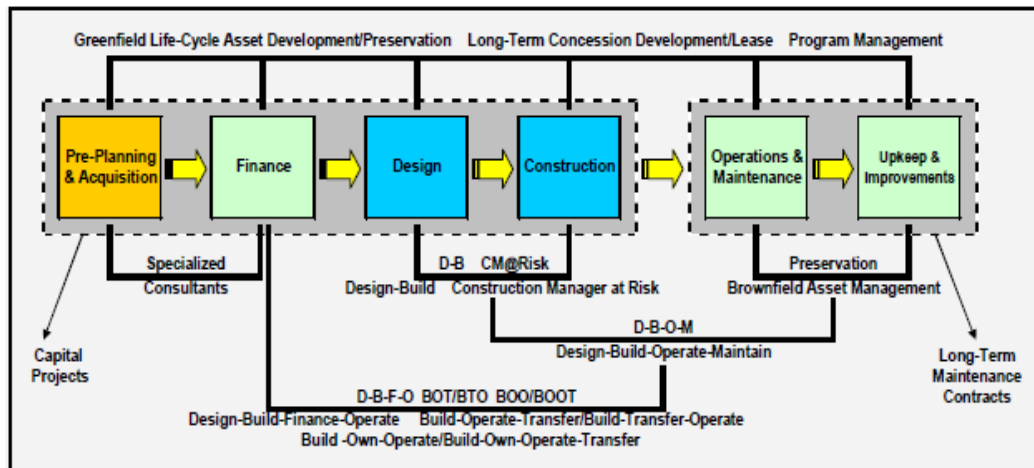 Greenfield Life-Cycle Asset Development/Preservation Long-Term Concession Development/Lease Program Management
Pre-Planning
& Acquisition
Finance
Design
Construction
Operations &
Maintenance
Upkeep &
Improvements
Specialized
Consultants
D-B CM@Risk
Design-Build Construction Manager at Risk
Preservation
Brownfield Asset Management
D-B-O-M
Design-Build-Operate-Maintain
Capital
Projects
Long-Term
Maintenance
Contracts
D-B-F-O BOT/BTO BOO/BOOT
Design-Build-Finance-Operate Build-Operate-Transfer/Build-Transfer-Operate
Build -Own-Operate/Build-Own-Operate-Transfer